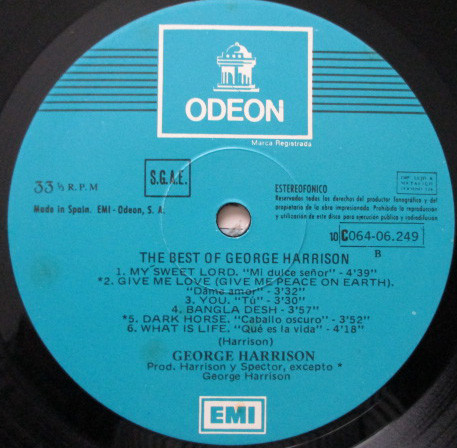 ODEON
Marca Registrada
33⅓ R.P.M
S.G.A.E.
Made in Spain. EMI - Odeon, S. A.
ESTEREOFONICO
Reservados todos los derechos del productor fonográfico y del
propietario de la obra impresionada. Prohibida la reproducción
y utilización de este disco para ejecución pública y radiodifusión
10 C064-06.249
B
THE BEST OF GEORGE HARRISON
1. MY SWEET LORD. "Mi dulce señor" - 4'39"
*2. GIVE ME LOVE (GIVE ME PEACE ON EARTH).
"Dame amor" - 3'32"
3. YOU. "Tú" - 3'30"
4. BANGLA DESH - 3'57"
*5. DARK HORSE. "Caballo oscuro" - 3'52"
6. WHAT IS LIFE. "Qué es la vida" - 4'18"
(Harrison)
GEORGE HARRISON
Prod. Harrison y Spector, excepto *
George Harrison
EMI